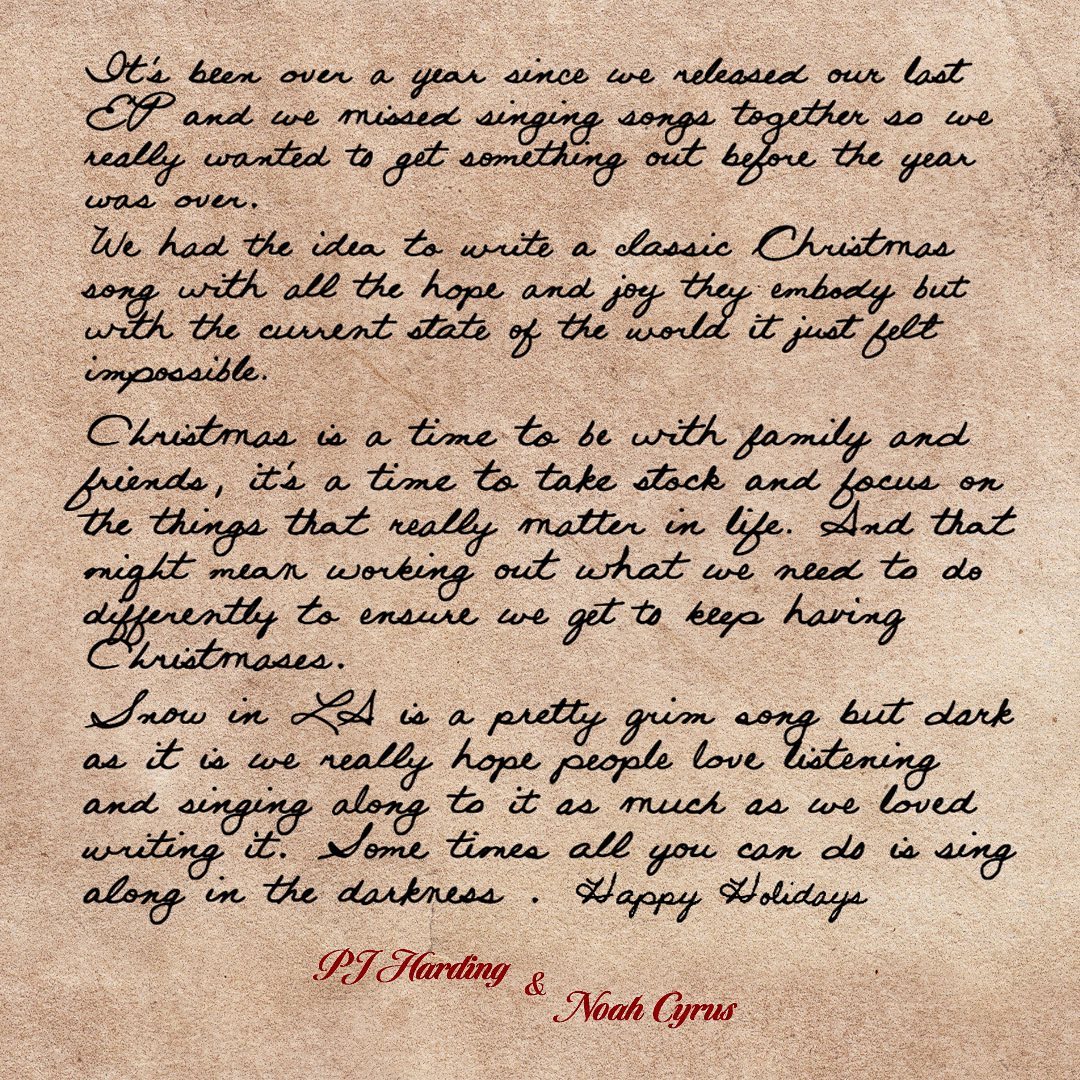 It's been over a year since we released our last
EP and we missed singing songs together so we
really wanted to get something out before the year
was over.
We had the idea to write a classic Christmas
song with all the hope and joy they embody but
with the current state of the world it just felt
impossible.
Christmas is a time to be with family and
friends, it's a time to take stock and focus on
the things that really matter in life. And that
might mean working out what we need to do
differently to ensure we get to keep having
Christmases.
Snow in LA is a pretty grim song but dark
as it is we really hope people love listening
and singing along to it as much as we loved
writing it. Some times all you can do is sing
along in the darkness . Happy Holidays
PJ Harding
&
Noah Cyrus